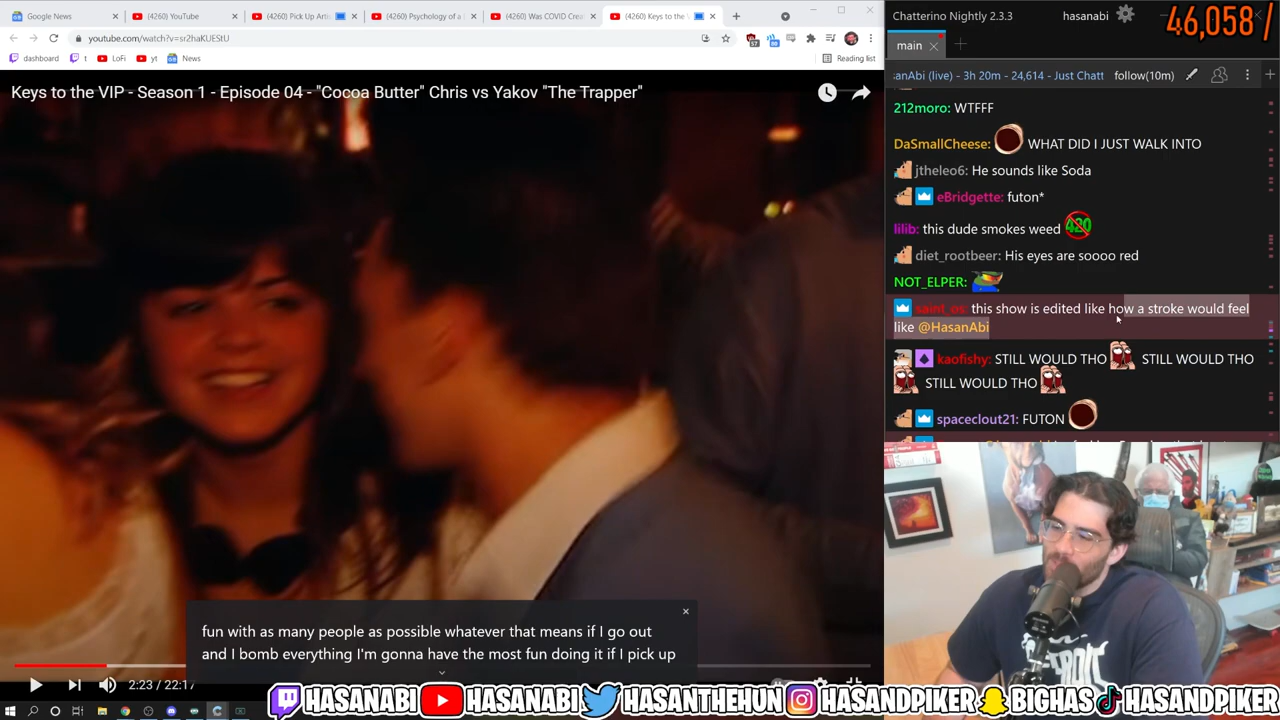 Google News
(4260) YouTube
(4260) Pick Up Artis
(4260) Psychology of a
(4260) Was COVID Crea
(4260) Keys to the V
youtube.com/watch?v=sr2haKUEStU
dashboard
t
LoFi
yt
News
Reading list
Keys to the VIP - Season 1 - Episode 04 - "Cocoa Butter" Chris vs Yakov "The Trapper"
fun with as many people as possible whatever that means if I go out
and I bomb everything I'm gonna have the most fun doing it if I pick up
2:23 / 22:17
Chatterino Nightly 2.3.3
hasanabi
46,058 /
main
anAbi (live) - 3h 20m - 24,614 - Just Chatt
follow(10m)
212moro: WTFFF
DaSmallCheese: WHAT DID I JUST WALK INTO
jtheleo6: He sounds like Soda
eBridgette: futon*
lilib: this dude smokes weed 420
diet_rootbeer: His eyes are soooo red
NOT_ELPER:
saint_os: this show is edited like how a stroke would feel
like @HasanAbi
kaofishy: STILL WOULD THO STILL WOULD THO
STILL WOULD THO
spaceclout21: FUTON
DETROIT
HASANABI HASANABI HASANTHEHUN HASANDPIKER BIGHAS HASANDPIKER